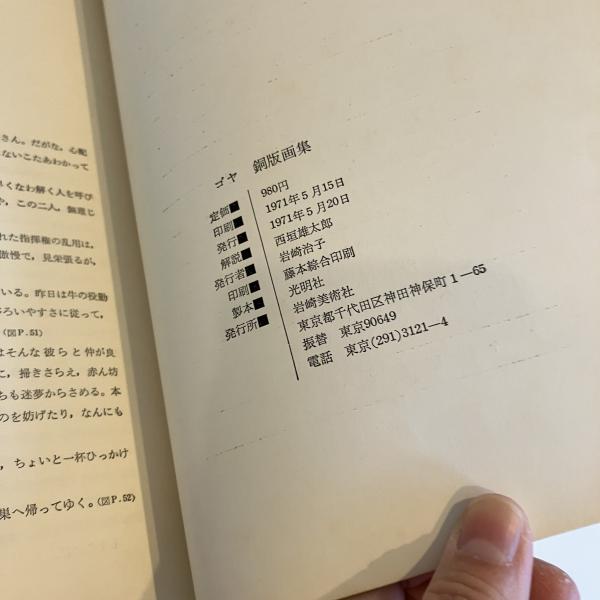 さん。だがな，心配
ないこたあわかって
くなわ解く人を呼び
や，この二人，無理じ
れた指揮権の乱用は，
傲慢で，見栄張るが，
いる。昨日は牛の役勤
ろいやすさに従って，
(図P.51)
はそんな彼らと仲が良
こ，掃きさらえ，赤ん坊
ちも迷夢からさめる。本
のを妨げたり，なんにも
，ちょいと一杯ひっかけ
巣へ帰ってゆく。(図P.52)
ゴヤ 銅版画集
定価■ 980円
印刷■ 1971年5月15日
発行■ 1971年5月20日
解説■ 西垣雄太郎
発行者■ 岩崎治子
印刷■ 藤本綜合印刷
製本■ 光明社
発行所■ 岩崎美術社
東京都千代田区神田神保町1－65
振替 東京90649
電話 東京(291)3121－4